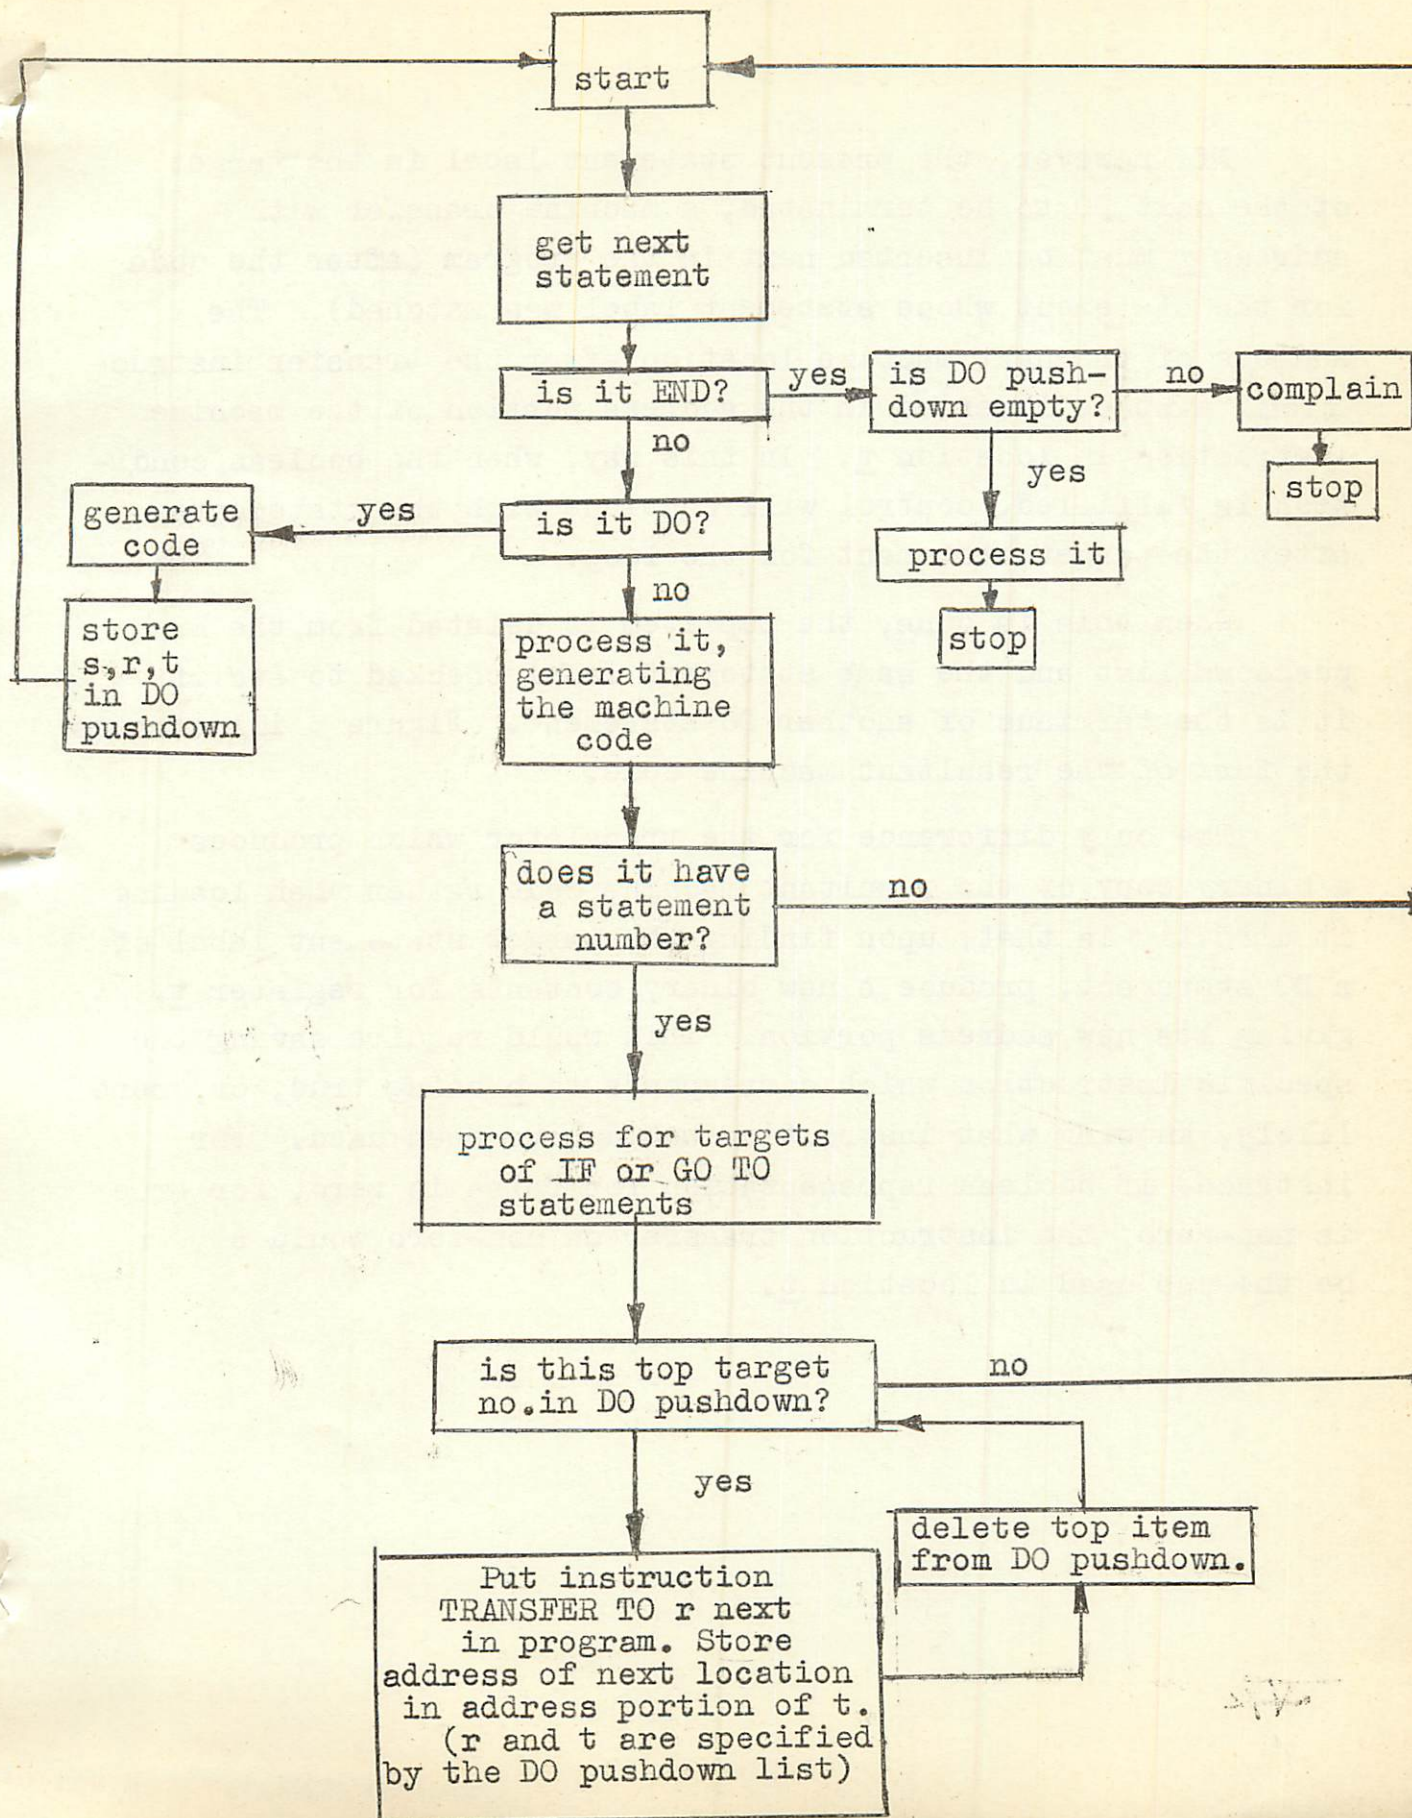 start
get next
statement
is it END?
yes
is DO push-
down empty?
no
complain
stop
no
yes
process it
stop
is it DO?
yes
generate
code
store
s,r,t
in DO
pushdown
no
process it,
generating
the machine
code
does it have
a statement
number?
no
yes
process for targets
of IF or GO TO
statements
is this top target
no.in DO pushdown?
no
yes
delete top item
from DO pushdown.
Put instruction
TRANSFER TO r next
in program. Store
address of next location
in address portion of t.
(r and t are specified
by the DO pushdown list)